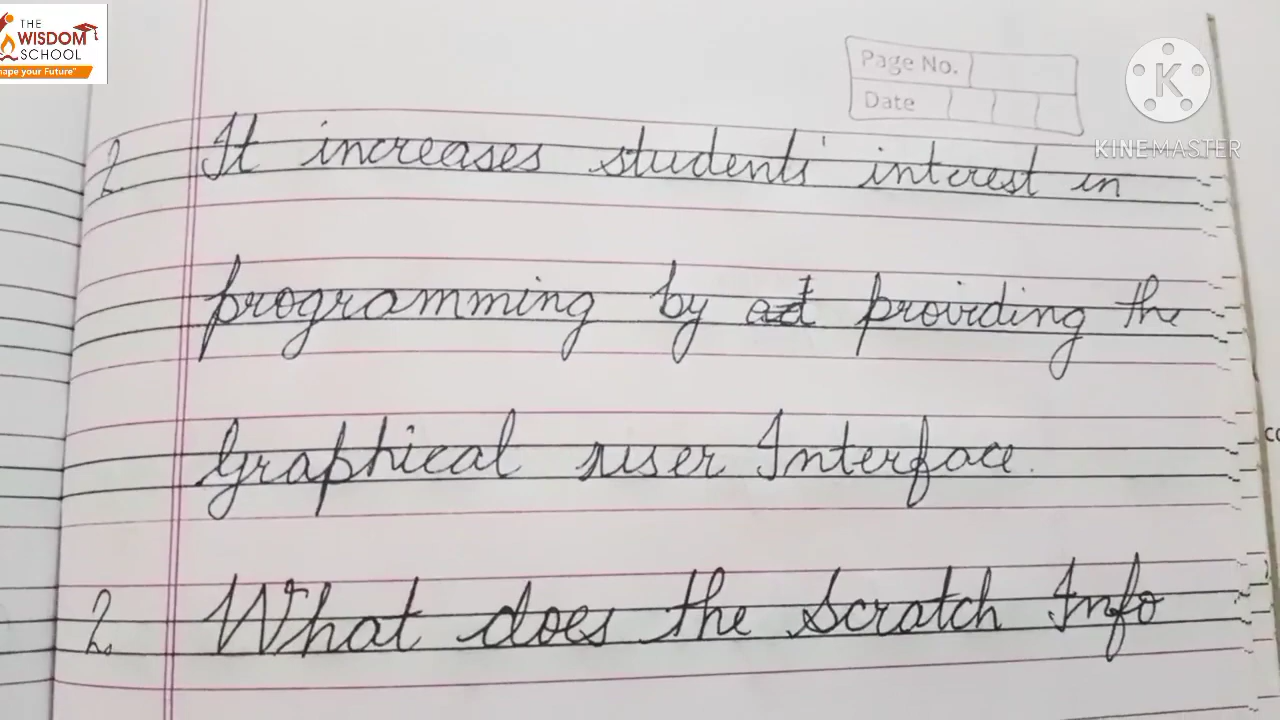 THE
WISDOM
SCHOOL
hape your Future"
Page No.
Date
KINEMASTER
2. It increases students' interest in
programming by ad providing the
Graphical user Interface.
2. What does the Scratch Info